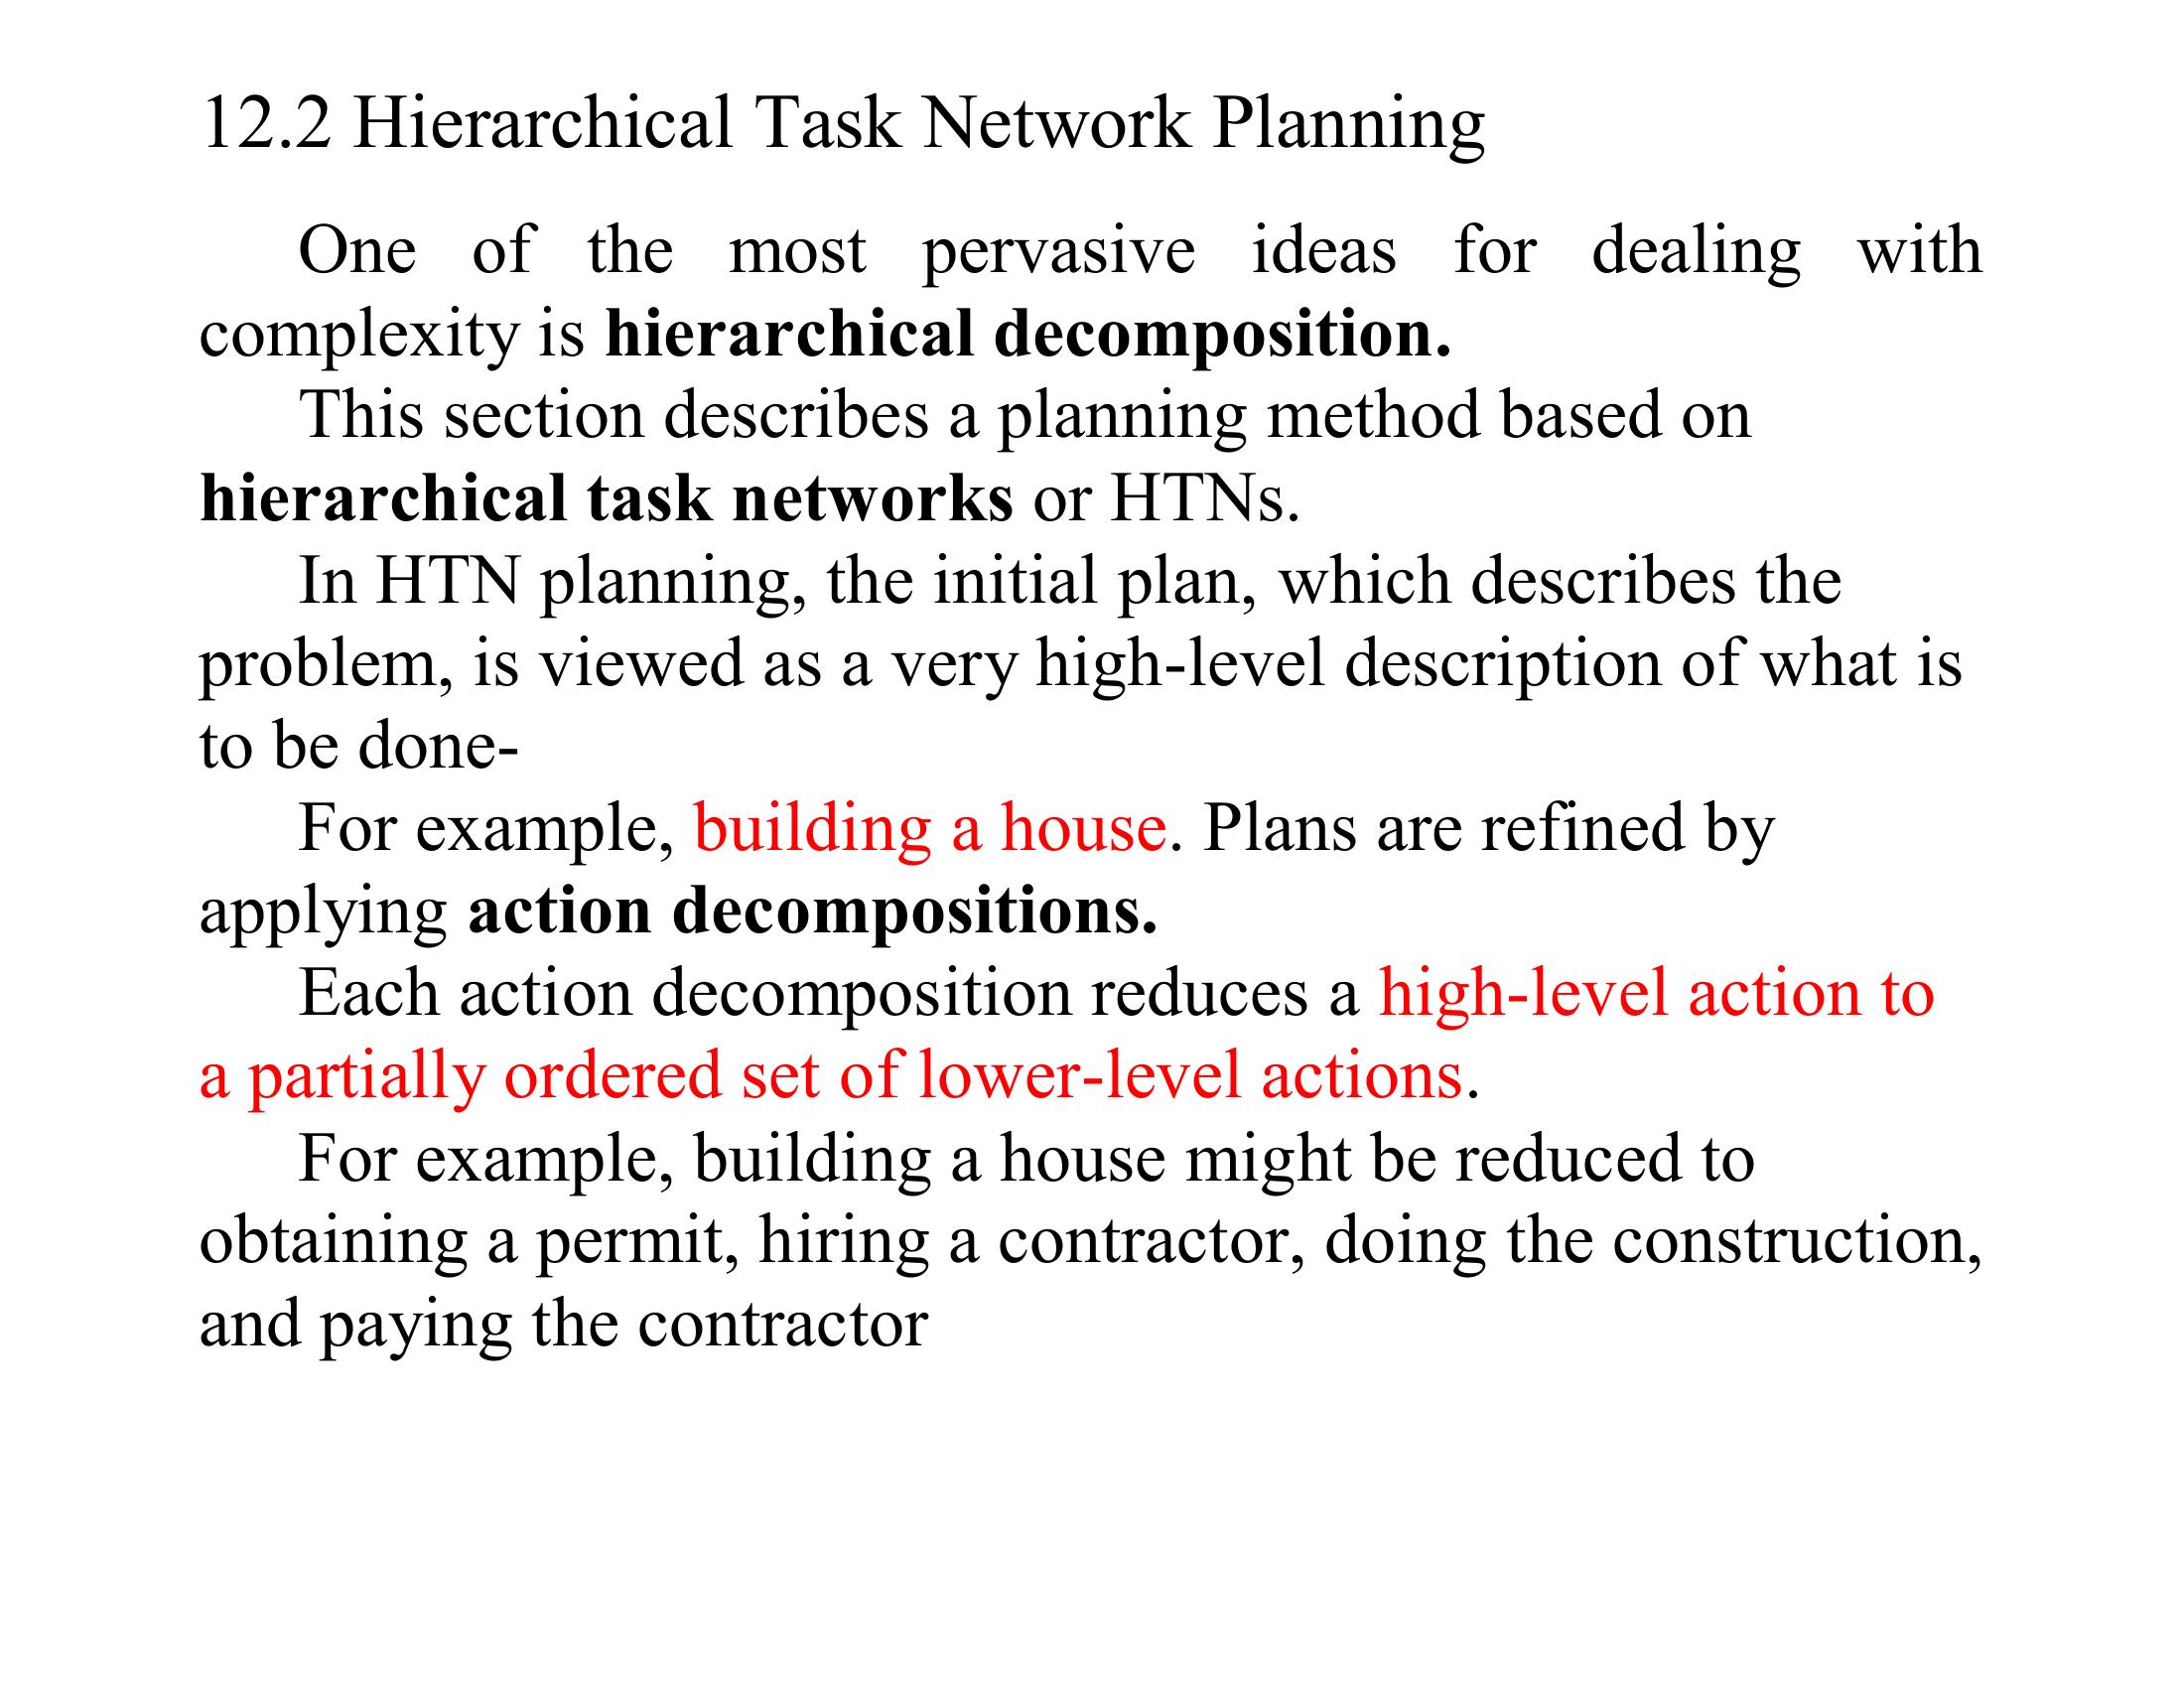 12.2 Hierarchical Task Network Planning
One of the most pervasive ideas for dealing with
complexity is hierarchical decomposition.
This section describes a planning method based on
hierarchical task networks or HTNs.
In HTN planning, the initial plan, which describes the
problem, is viewed as a very high-level description of what is
to be done-
For example, building a house. Plans are refined by
applying action decompositions.
Each action decomposition reduces a high-level action to
a partially ordered set of lower-level actions.
For example, building a house might be reduced to
obtaining a permit, hiring a contractor, doing the construction,
and paying the contractor